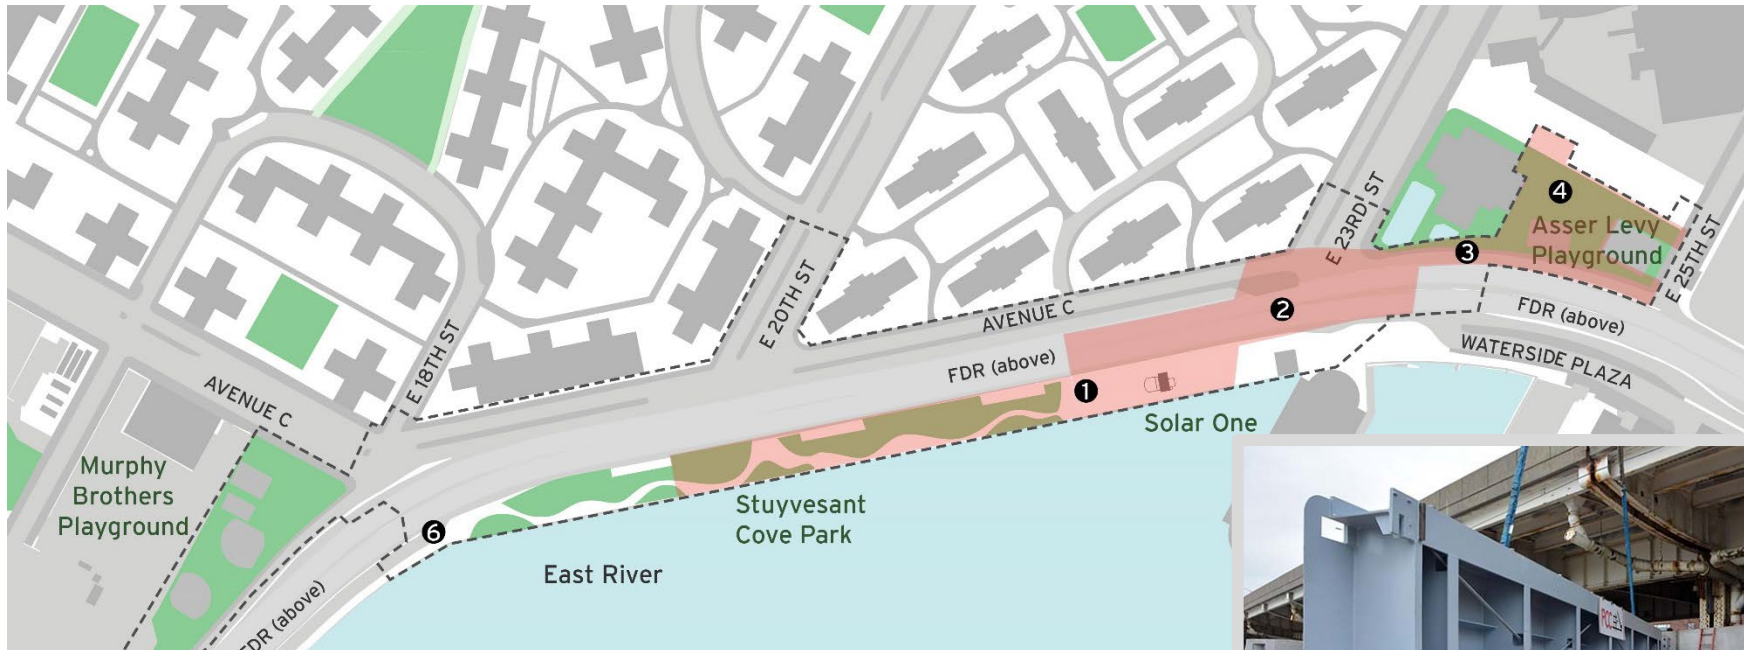 E 23RD ST
4
Asser Levy
Playground
3
E 25TH ST
E 20TH ST
2
FDR (above)
AVENUE C
WATERSIDE PLAZA
E 18TH ST
FDR (above)
AVENUE C
1
Solar One
Murphy
Brothers
Playground
Stuyvesant
Cove Park
6
East River
FDR (above)
PCC